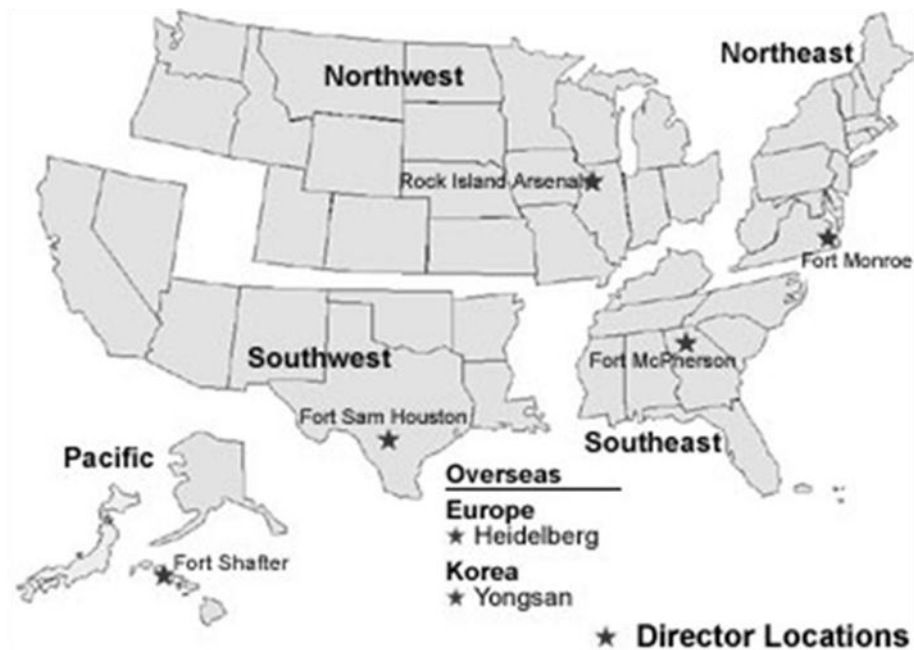 Northeast
Northwest
Rock Island Arsenal
Fort Monroe
Southwest
Fort McPherson
Fort Sam Houston
Southeast
Pacific
Overseas
Europe
Heidelberg
Fort Shafter
Korea
Yongsan
Director Locations